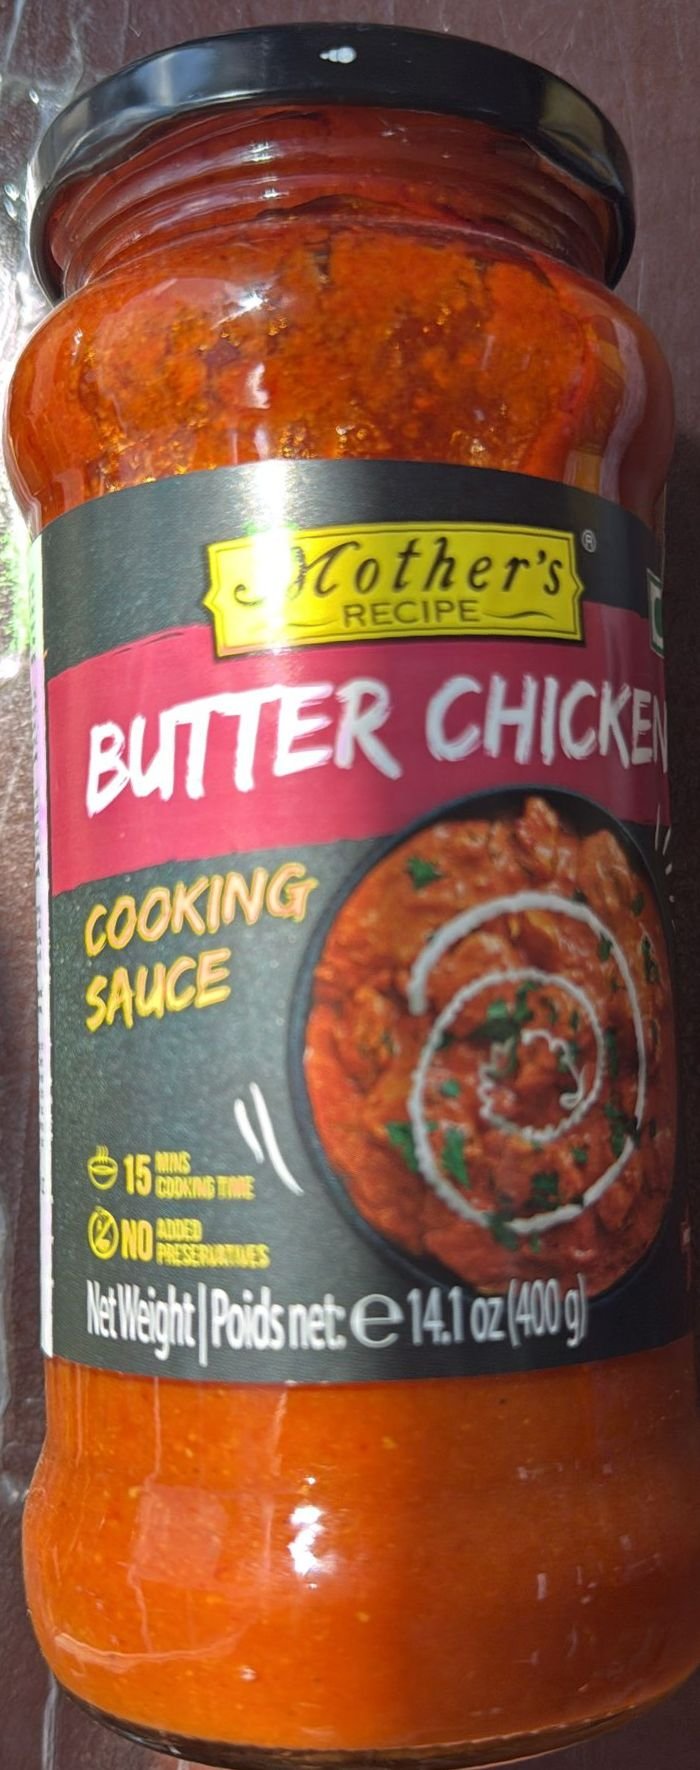 Mother's ®
RECIPE
BUTTER CHICKEN
COOKING
SAUCE
15 MINS
COOKING TIME
NO ADDED
PRESERVATIVES
Net Weight | Poids net: ℮ 14.1 oz (400 g)